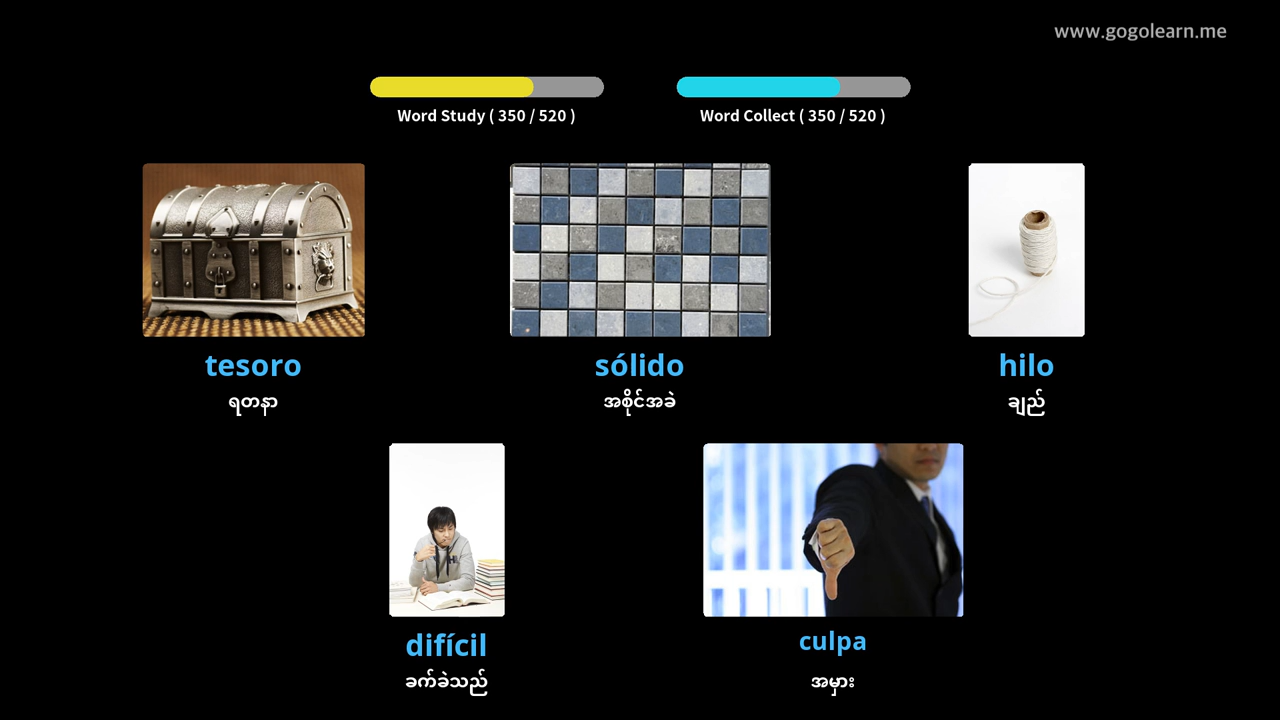 www.gogolearn.me
Word Study ( 350 / 520 )
Word Collect ( 350 / 520 )
tesoro
ရတနာ
sólido
အစိုင်အခဲ
hilo
ချည်
difícil
ခက်ခဲသည်
culpa
အမှား